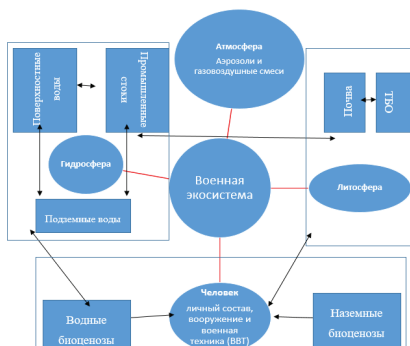 Атмосфера
Аэрозоли и
газовоздушные смеси
Поверхностные
воды
Промышленные
стоки
Почва
ТБО
Гидросфера
Военная
экосистема
Литосфера
Подземные воды
Человек
личный состав,
вооружение и
военная
техника (ВВТ)
Водные
биоценозы
Наземные
биоценозы